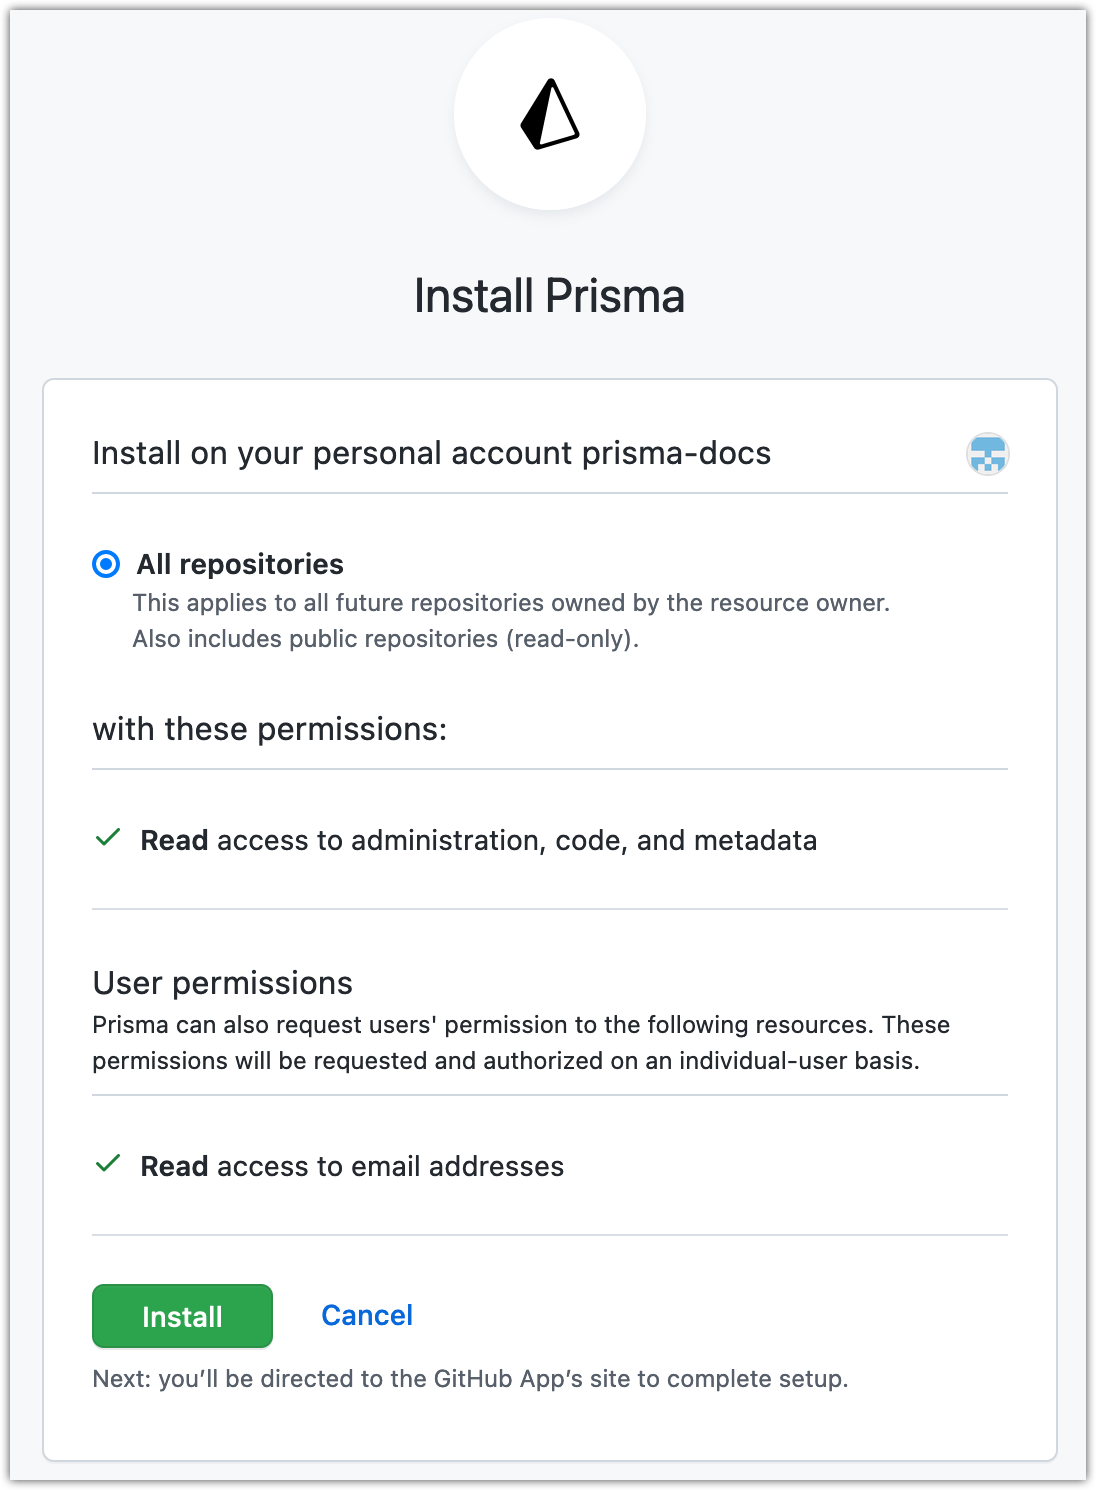 Install Prisma
Install on your personal account prisma-docs
All repositories
This applies to all future repositories owned by the resource owner.
Also includes public repositories (read-only).
with these permissions:
Read access to administration, code, and metadata
User permissions
Prisma can also request users' permission to the following resources. These
permissions will be requested and authorized on an individual-user basis.
Read access to email addresses
Install
Cancel
Next: you’ll be directed to the GitHub App’s site to complete setup.